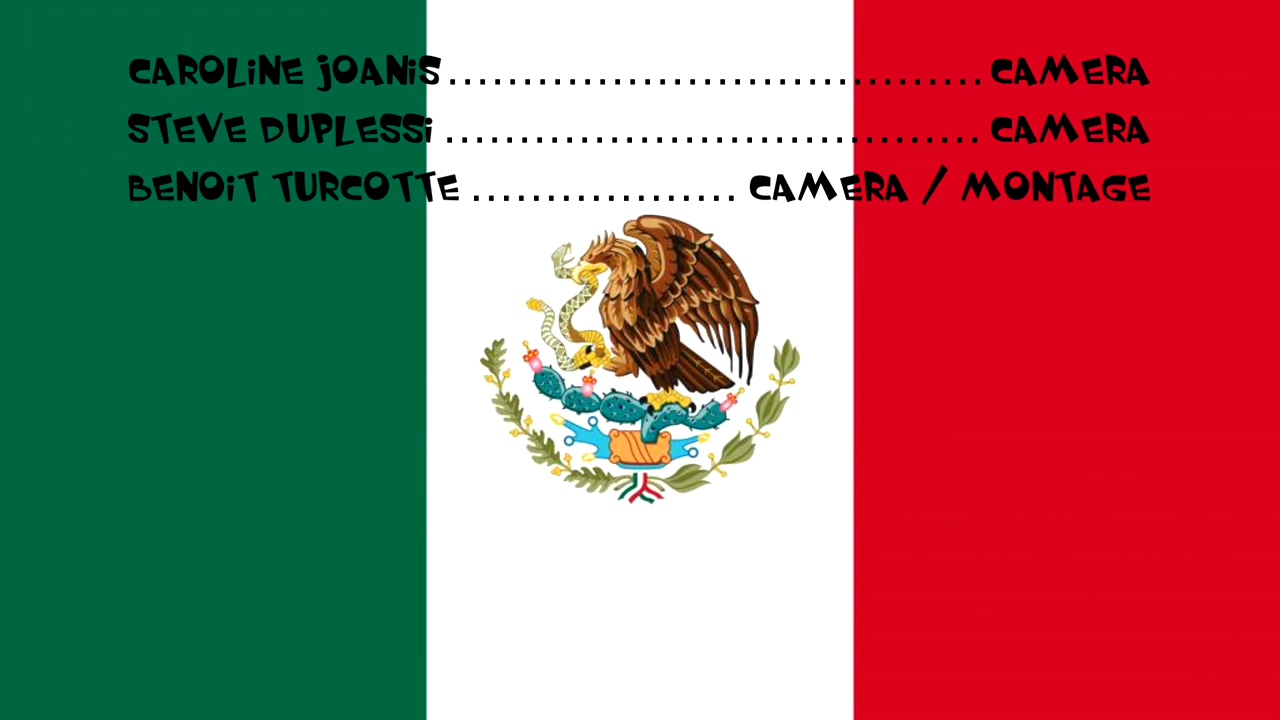 CAROLiNE jOANiS................................... CAMERA
STEVE DUPLESSi .................................... CAMERA
BENOiT TURCOTTE .................. CAMERA / MONTAGE